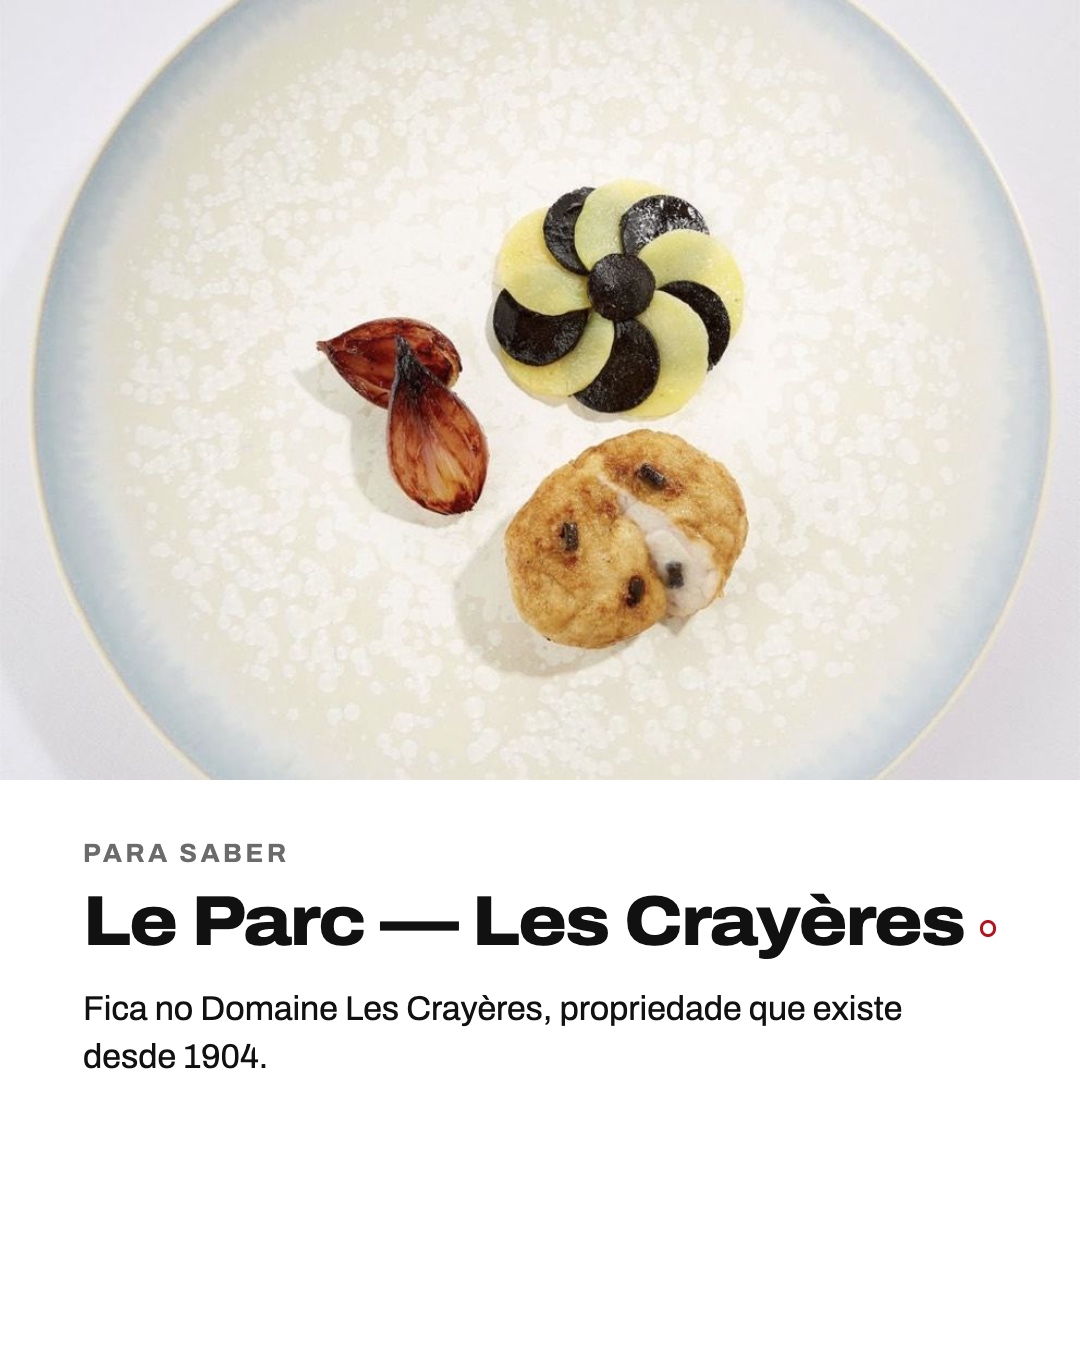 PARA SABER
Le Parc — Les Crayères
Fica no Domaine Les Crayères, propriedade que existe
desde 1904.